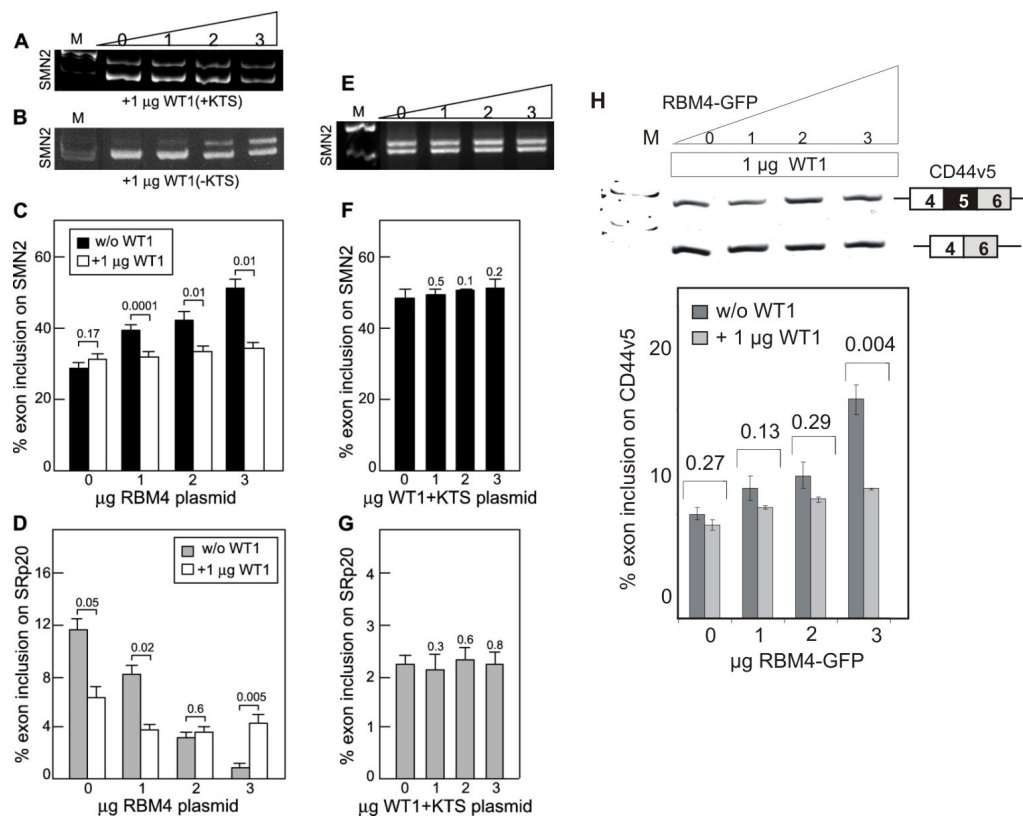 A
M
0 1 2 3
SMN2
+1 µg WT1(+KTS)
B
M
SMN2
+1 µg WT1(-KTS)
E
M
0 1 2 3
SMN2
C
% exon inclusion on SMN2
60
40
20
0
w/o WT1
+1 µg WT1
0.17
0.0001
0.01
0.01
0 1 2 3
µg RBM4 plasmid
F
% exon inclusion on SMN2
60
40
20
0
0.5 0.1 0.2
0 1 2 3
µg WT1+KTS plasmid
D
% exon inclusion on SRp20
16
12
8
4
0
w/o WT1
+1 µg WT1
0.05
0.02
0.6
0.005
0 1 2 3
µg RBM4 plasmid
G
% exon inclusion on SRp20
4
3
2
1
0
0.3 0.6 0.8
0 1 2 3
µg WT1+KTS plasmid
H
RBM4-GFP
M 0 1 2 3
1 µg WT1
CD44v5
4 5 6
4 6
% exon inclusion on CD44v5
20
10
0
w/o WT1
+ 1 µg WT1
0.27
0.13
0.29
0.004
0 1 2 3
µg RBM4-GFP